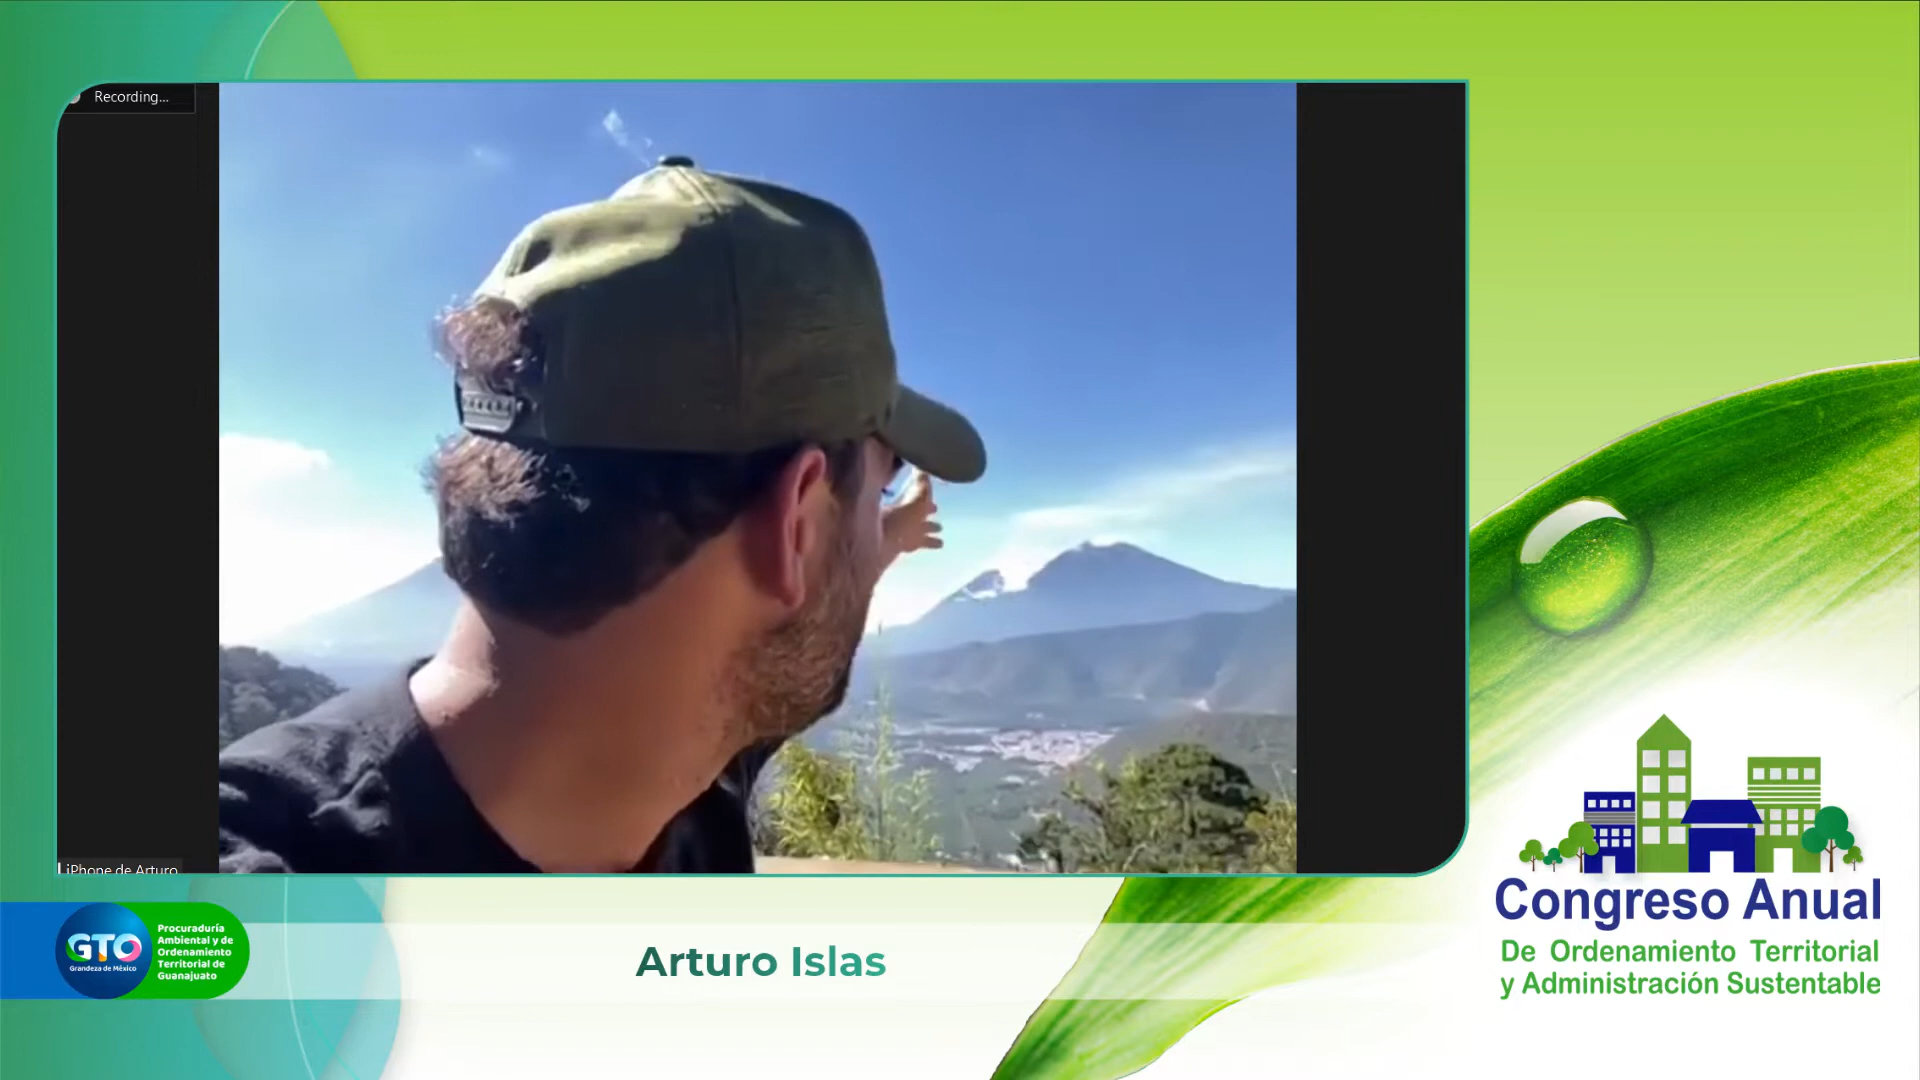 Recording...
iPhone de Arturo
GTO
Grandeza de México
Procuraduría
Ambiental y de
Ordenamiento
Territorial de
Guanajuato
Arturo Islas
Congreso Anual
De Ordenamiento Territorial
y Administración Sustentable